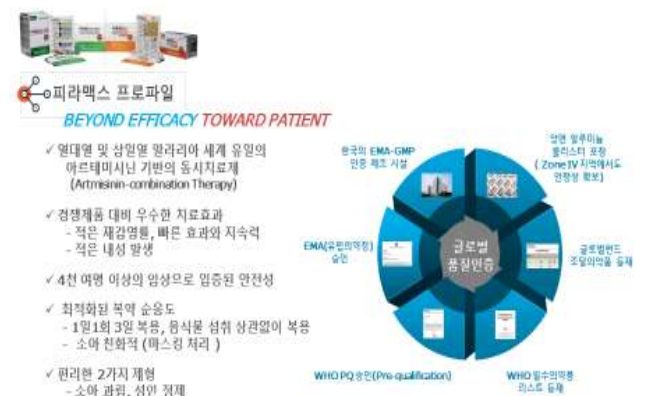 피라맥스 프로파일
BEYOND EFFICACY TOWARD PATIENT
✓ 열대열 및 삼일열 말라리아 세계 유일의
아르테미시닌 기반의 동시치료제
(Artmisinin-combination Therapy)
✓ 경쟁제품 대비 우수한 치료효과
- 적은 재감염률, 빠른 효과와 지속력
- 적은 내성 발생
✓ 4천 여명 이상의 임상으로 입증된 안전성
✓ 최적화된 복약 순응도
- 1일1회 3일 복용, 음식물 섭취 상관없이 복용
- 소아 친화적 (마스킹 처리 )
✓ 편리한 2가지 제형
- 소아 과립, 성인 정제
한국의 EMA-GMP
인증 제조 시설
양면 알루미늄
블리스터 포장
( Zone IV 지역에서도
안정성 확보)
EMA(유럽의약청)
승인
글로벌
품질인증
글로벌펀드
조달의약품 등재
WHO PQ 승인(Pre-qualification)
WHO 필수의약품
리스트 등재